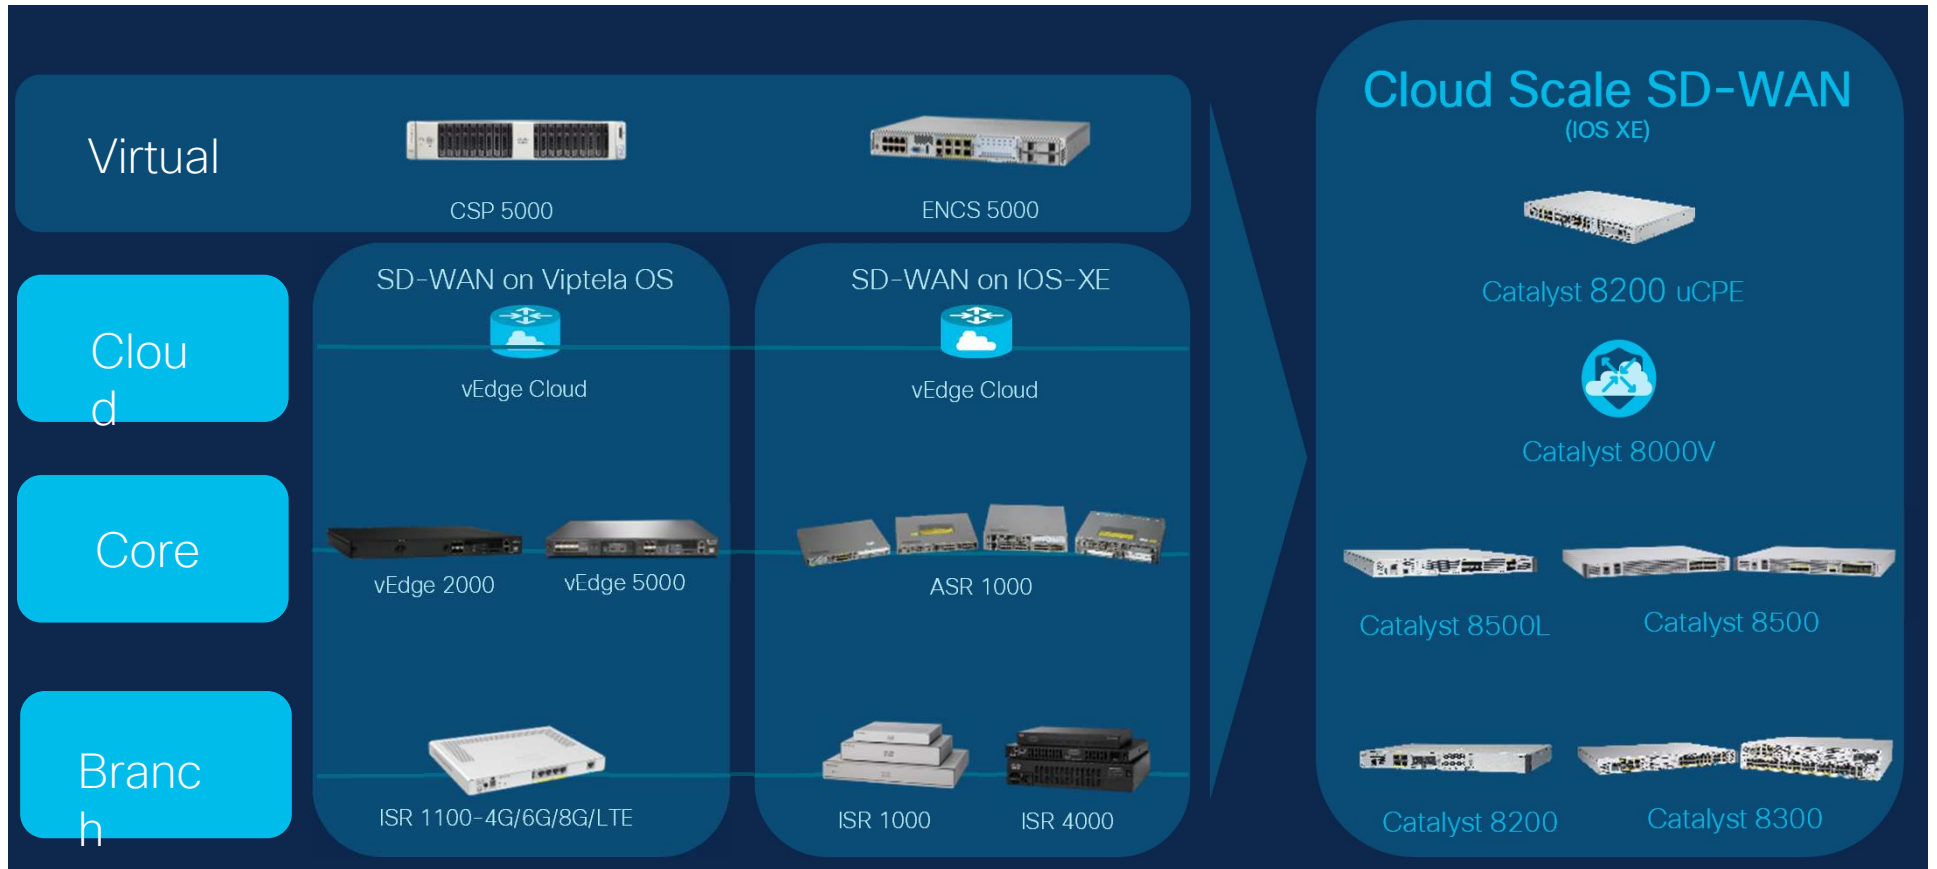 Virtual
CSP 5000
ENCS 5000
Clou
d
SD-WAN on Viptela OS
vEdge Cloud
SD-WAN on IOS-XE
vEdge Cloud
Core
vEdge 2000
vEdge 5000
ASR 1000
Branc
h
ISR 1100-4G/6G/8G/LTE
ISR 1000
ISR 4000
Cloud Scale SD-WAN
(IOS XE)
Catalyst 8200 uCPE
Catalyst 8000V
Catalyst 8500L
Catalyst 8500
Catalyst 8200
Catalyst 8300